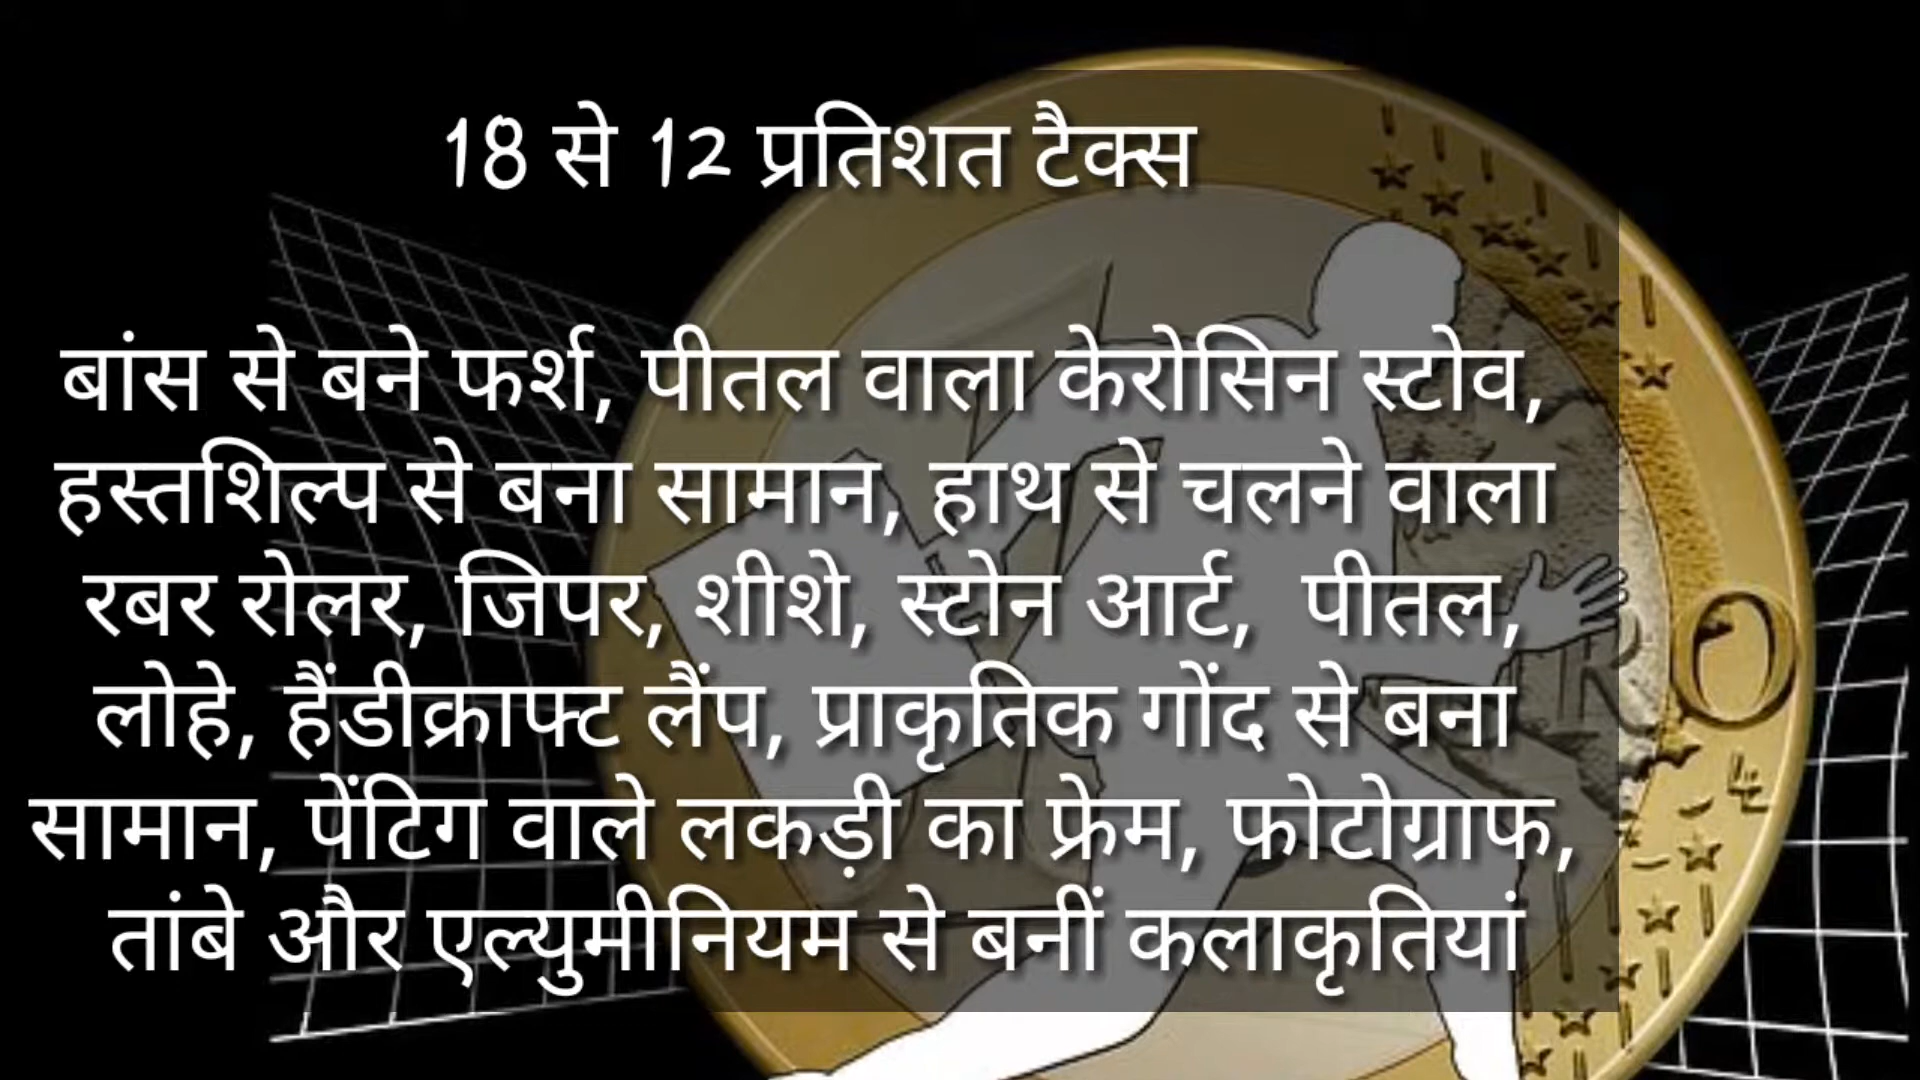 18 से 12 प्रतिशत टैक्स
बांस से बने फर्श, पीतल वाला केरोसिन स्टोव,
हस्तशिल्प से बना सामान, हाथ से चलने वाला
रबर रोलर, जिपर, शीशे, स्टोन आर्ट, पीतल,
लोहे, हैंडीक्राफ्ट लैंप, प्राकृतिक गोंद से बना
सामान, पेंटिग वाले लकड़ी का फ्रेम, फोटोग्राफ,
तांबे और एल्युमीनियम से बनीं कलाकृतियां